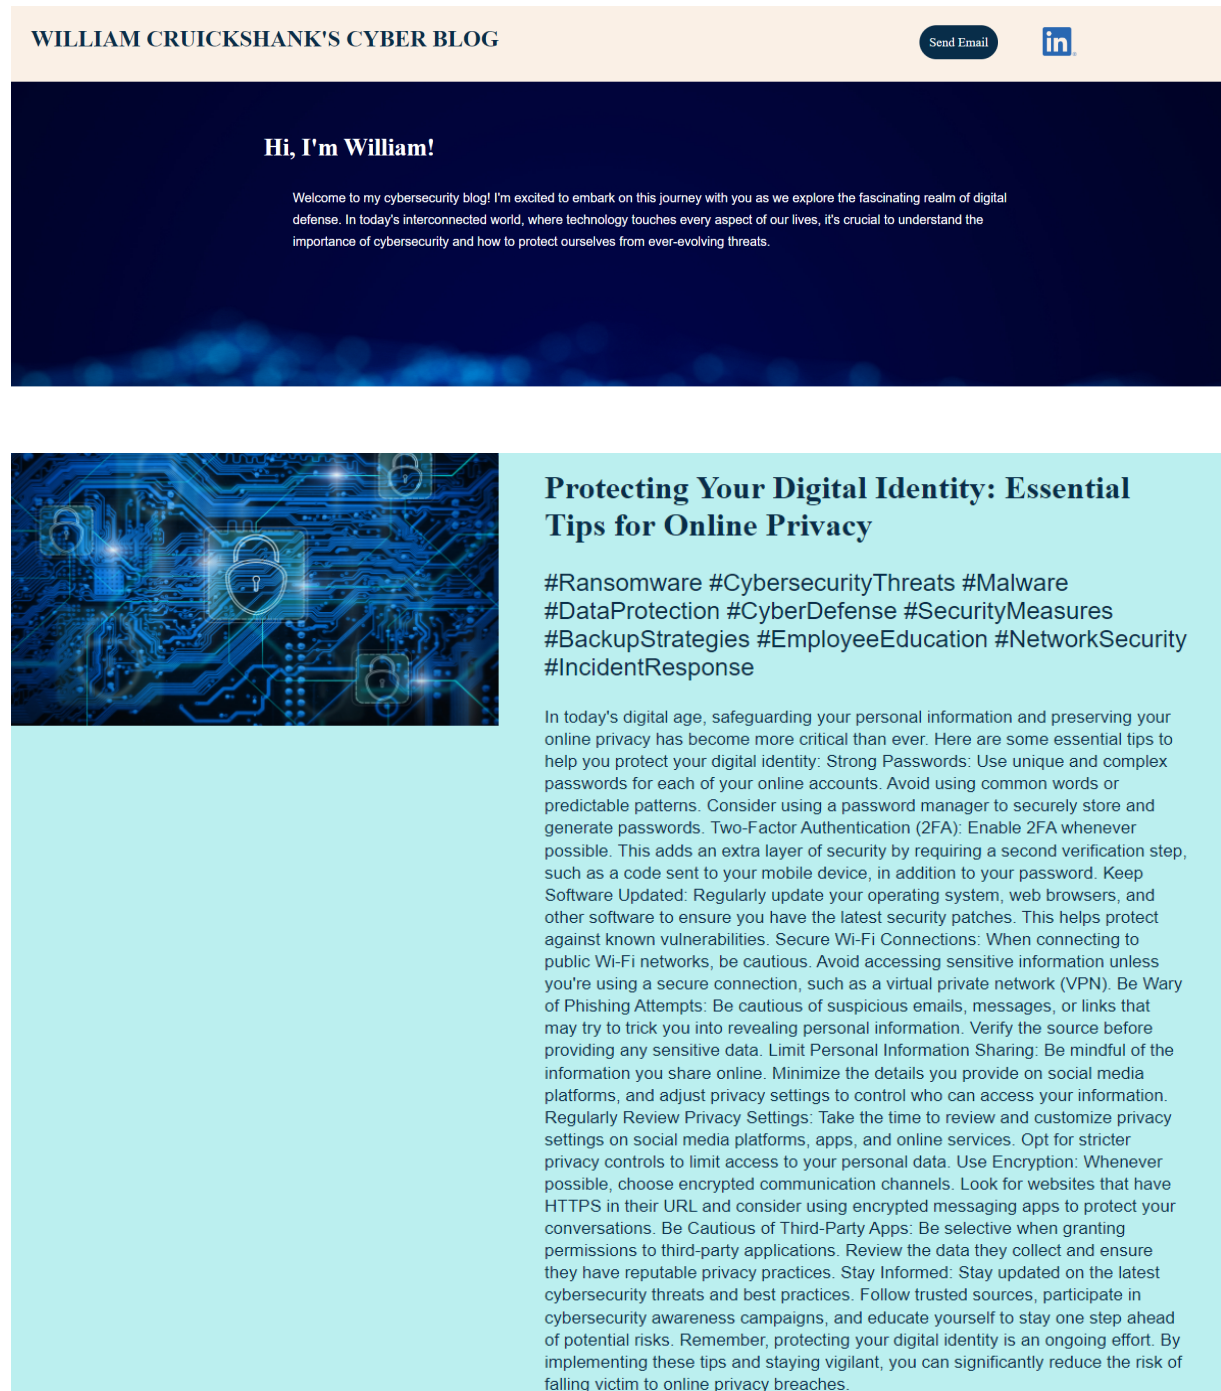 WILLIAM CRUICKSHANK'S CYBER BLOG
Send Email
in
Hi, I'm William!
Welcome to my cybersecurity blog! I'm excited to embark on this journey with you as we explore the fascinating realm of digital
defense. In today's interconnected world, where technology touches every aspect of our lives, it's crucial to understand the
importance of cybersecurity and how to protect ourselves from ever-evolving threats.
Protecting Your Digital Identity: Essential
Tips for Online Privacy
#Ransomware #CybersecurityThreats #Malware
#DataProtection #CyberDefense #SecurityMeasures
#BackupStrategies #EmployeeEducation #NetworkSecurity
#IncidentResponse
In today's digital age, safeguarding your personal information and preserving your
online privacy has become more critical than ever. Here are some essential tips to
help you protect your digital identity: Strong Passwords: Use unique and complex
passwords for each of your online accounts. Avoid using common words or
predictable patterns. Consider using a password manager to securely store and
generate passwords. Two-Factor Authentication (2FA): Enable 2FA whenever
possible. This adds an extra layer of security by requiring a second verification step,
such as a code sent to your mobile device, in addition to your password. Keep
Software Updated: Regularly update your operating system, web browsers, and
other software to ensure you have the latest security patches. This helps protect
against known vulnerabilities. Secure Wi-Fi Connections: When connecting to
public Wi-Fi networks, be cautious. Avoid accessing sensitive information unless
you're using a secure connection, such as a virtual private network (VPN). Be Wary
of Phishing Attempts: Be cautious of suspicious emails, messages, or links that
may try to trick you into revealing personal information. Verify the source before
providing any sensitive data. Limit Personal Information Sharing: Be mindful of the
information you share online. Minimize the details you provide on social media
platforms, and adjust privacy settings to control who can access your information.
Regularly Review Privacy Settings: Take the time to review and customize privacy
settings on social media platforms, apps, and online services. Opt for stricter
privacy controls to limit access to your personal data. Use Encryption: Whenever
possible, choose encrypted communication channels. Look for websites that have
HTTPS in their URL and consider using encrypted messaging apps to protect your
conversations. Be Cautious of Third-Party Apps: Be selective when granting
permissions to third-party applications. Review the data they collect and ensure
they have reputable privacy practices. Stay Informed: Stay updated on the latest
cybersecurity threats and best practices. Follow trusted sources, participate in
cybersecurity awareness campaigns, and educate yourself to stay one step ahead
of potential risks. Remember, protecting your digital identity is an ongoing effort. By
implementing these tips and staying vigilant, you can significantly reduce the risk of
falling victim to online privacy breaches.